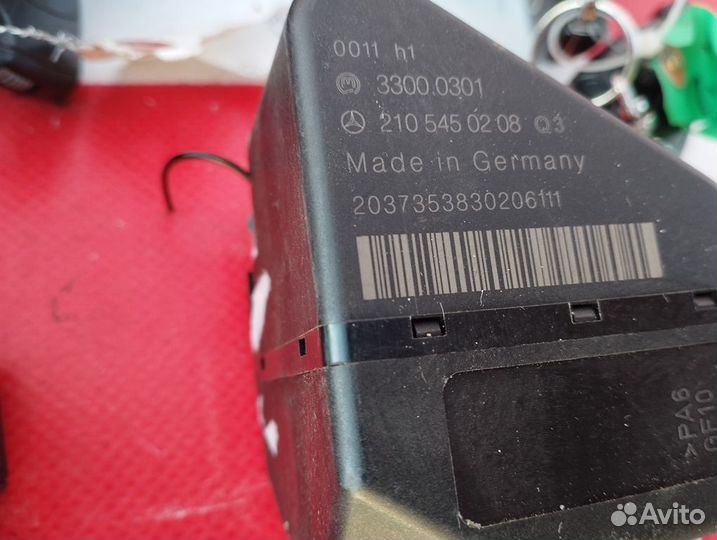 0011 h1
3300.0301
210 545 02 08 Q3
Made in Germany
2037353830206111
>PA6
GF10
Avito